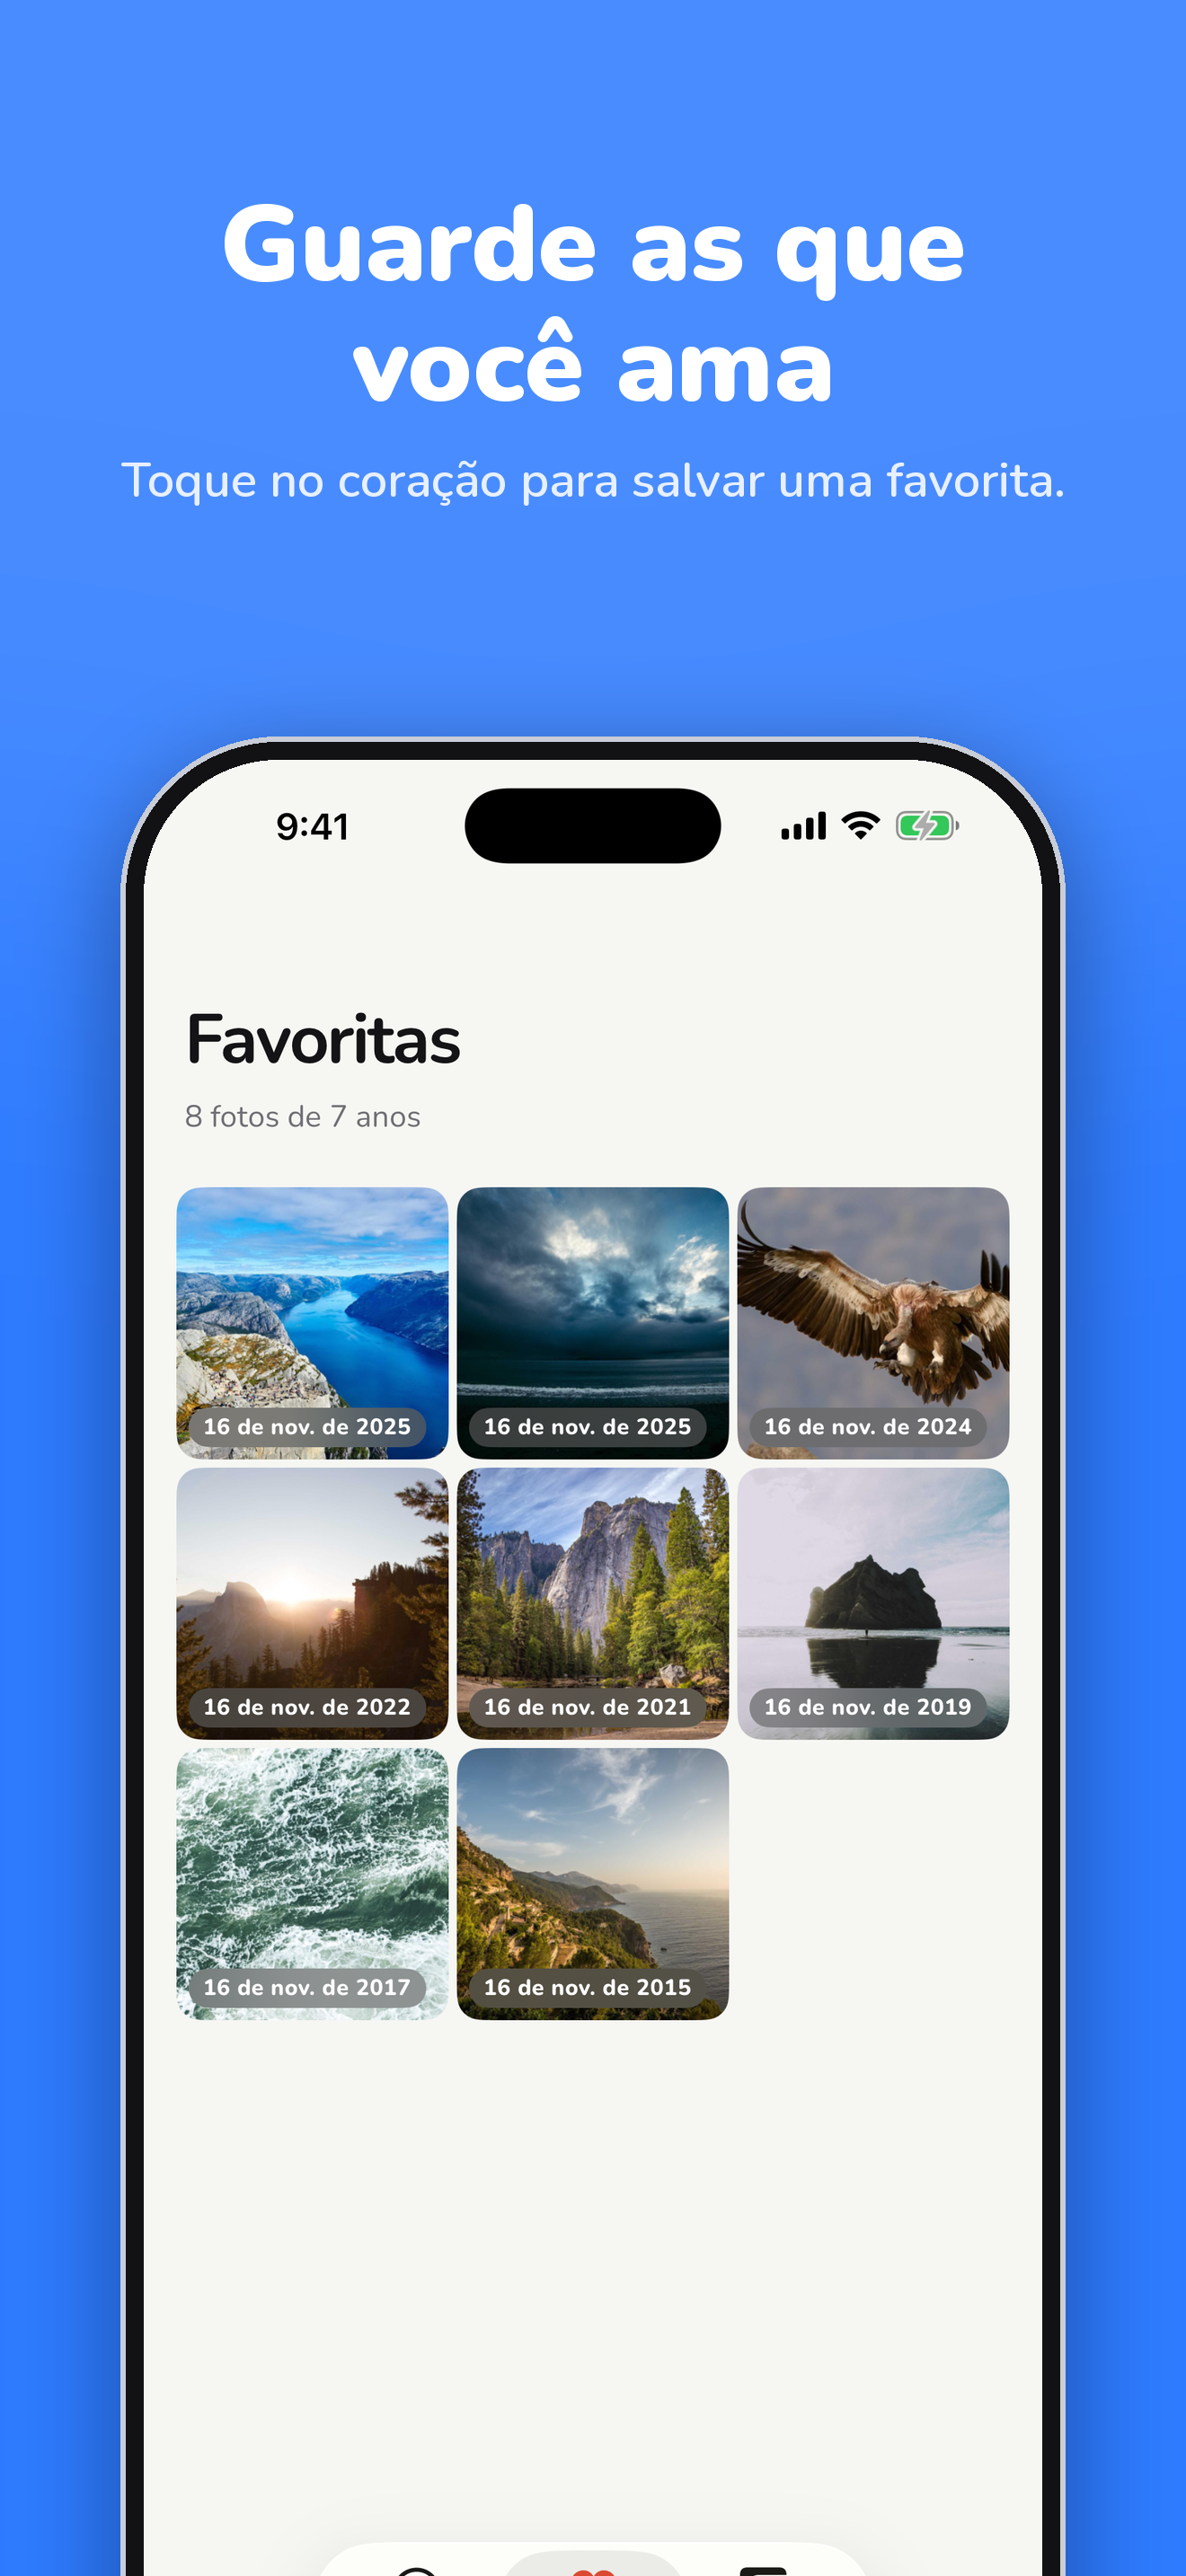 Guarde as que
você ama
Toque no coração para salvar uma favorita.
9:41
Favoritas
8 fotos de 7 anos
16 de nov. de 2025
16 de nov. de 2025
16 de nov. de 2024
16 de nov. de 2022
16 de nov. de 2021
16 de nov. de 2019
16 de nov. de 2017
16 de nov. de 2015